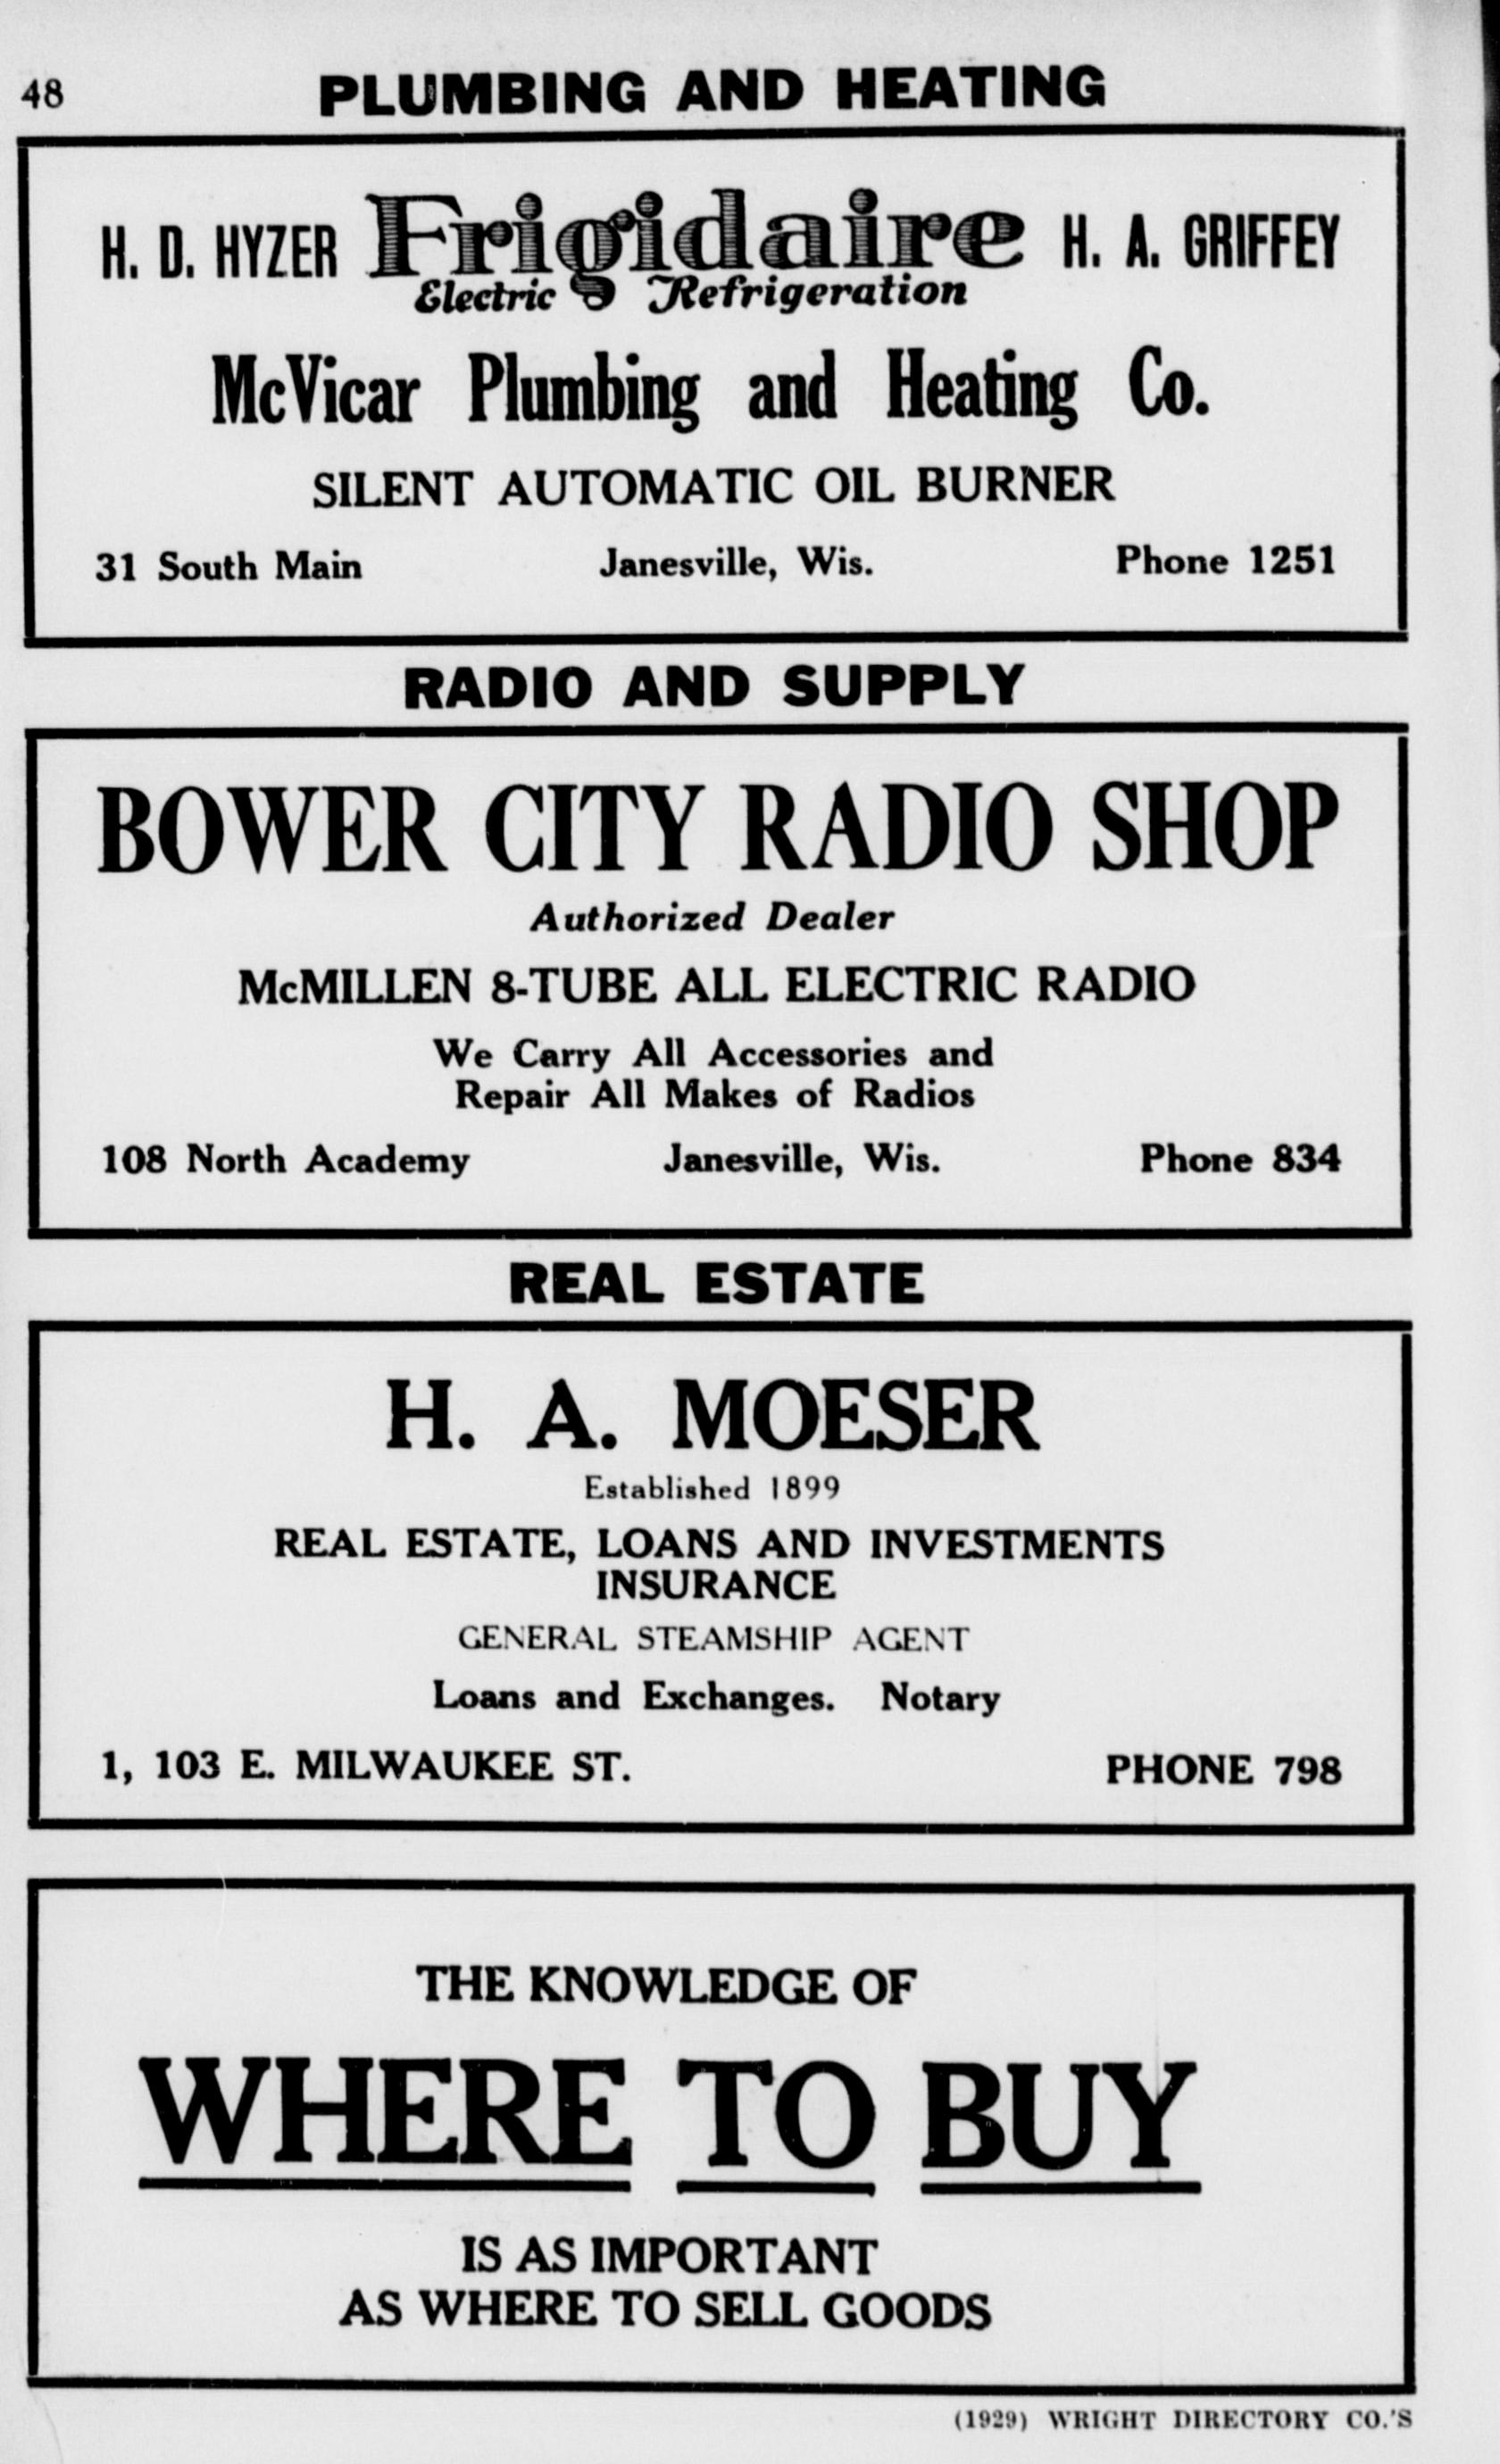 48
PLUMBING AND HEATING
H. D. HYZER Frigidaire H. A. GRIFFEY
Electric Refrigeration
McVicar Plumbing and Heating Co.
SILENT AUTOMATIC OIL BURNER
31 South Main Janesville, Wis. Phone 1251
RADIO AND SUPPLY
BOWER CITY RADIO SHOP
Authorized Dealer
McMILLEN 8-TUBE ALL ELECTRIC RADIO
We Carry All Accessories and
Repair All Makes of Radios
108 North Academy Janesville, Wis. Phone 834
REAL ESTATE
H. A. MOESER
Established 1899
REAL ESTATE, LOANS AND INVESTMENTS
INSURANCE
GENERAL STEAMSHIP AGENT
Loans and Exchanges. Notary
1, 103 E. MILWAUKEE ST. PHONE 798
THE KNOWLEDGE OF
WHERE TO BUY
IS AS IMPORTANT
AS WHERE TO SELL GOODS
(1929) WRIGHT DIRECTORY CO.'S